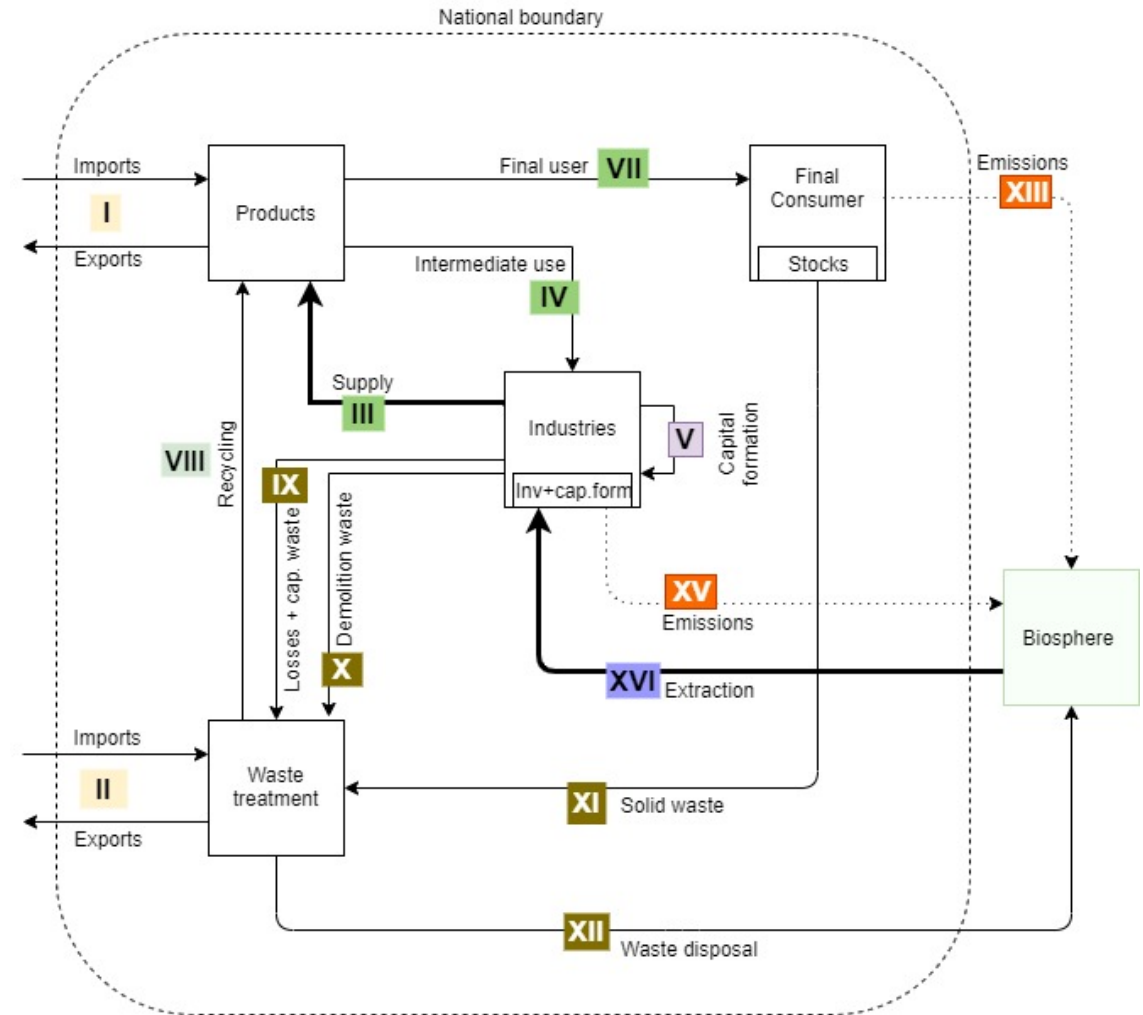 National boundary
Imports
I
Exports
Products
Final user
VII
Final
Consumer
Stocks
Emissions
XIII
Intermediate use
IV
Supply
III
Industries
Inv+cap.form
V
Capital
formation
VIII
Recycling
IX
Losses + cap. waste
Demolition waste
X
XV
Emissions
Biosphere
XVI
Extraction
Imports
II
Exports
Waste
treatment
XI
Solid waste
XII
Waste disposal